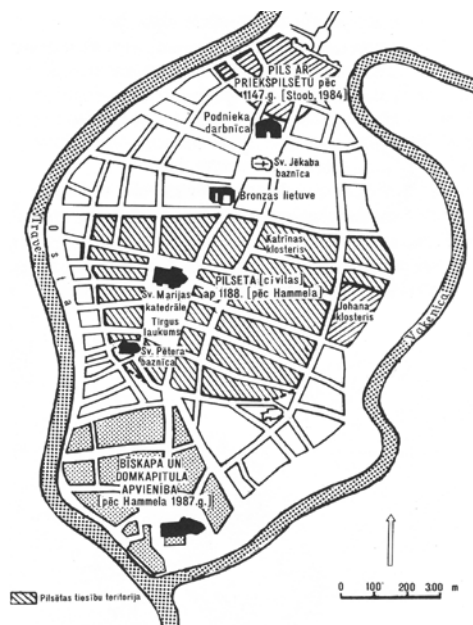 PILS AR
PRIEKŠPILSĒTU pēc
1147.g. [Stoob, 1984]
Podnieka
darbnīca
Sv. Jēkaba
baznīca
Bronzas lietuve
Trave
Osta
Katrīnas
klosteris
PILSĒTA [civitas]
ap 1188. [pēc Hammela]
Sv. Marijas
katedrāle
Tirgus
laukums
Johana
klosteris
Vakenica
Sv. Pētera
baznīca
BĪSKAPA UN
DOMKAPITULA
APVIENĪBA
[pēc Hammela 1987.g.]
Pilsētas tiesību teritorija
0 100 200 300 m